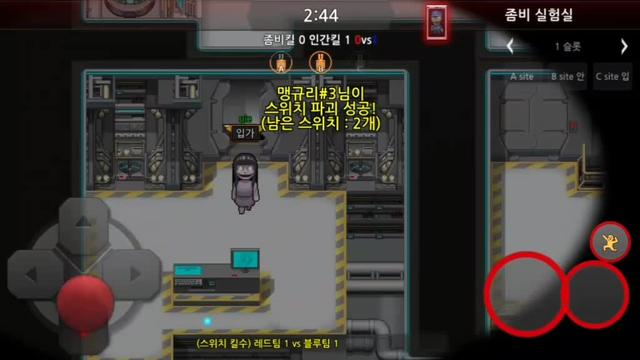 2:44
좀비 실험실
좀비킬 0 인간킬 1 0vs
1 슬롯
A site
B site 안
C site 입
맹규리#3님이
스위치 파괴 성공!
(남은 스위치 : 2개)
gle
입가
(스위치 킬수) 레드팀 1 vs 블루팀 1